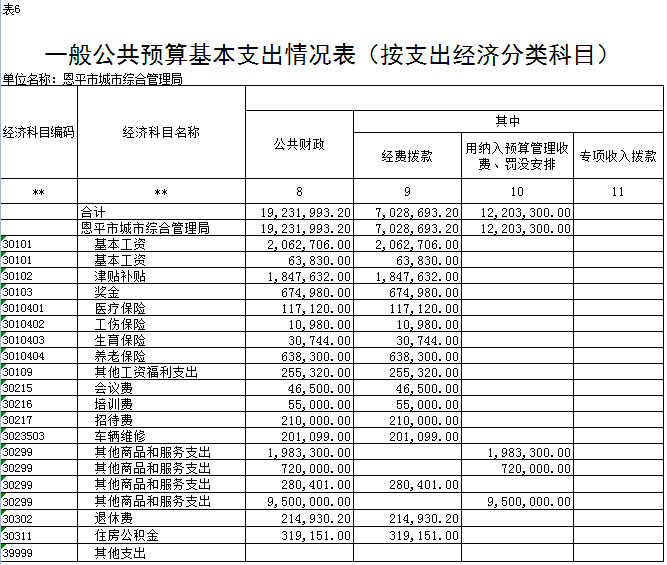 表6
一般公共预算基本支出情况表（按支出经济分类科目）
单位名称：恩平市城市综合管理局
经济科目编码 经济科目名称 公共财政 其中
经费拨款 用纳入预算管理收费、罚没安排 专项收入拨款
** ** 8 9 10 11
合计 19,231,993.20 7,028,693.20 12,203,300.00
恩平市城市综合管理局 19,231,993.20 7,028,693.20 12,203,300.00
30101 基本工资 2,062,706.00 2,062,706.00
30101 基本工资 63,830.00 63,830.00
30102 津贴补贴 1,847,632.00 1,847,632.00
30103 奖金 674,980.00 674,980.00
3010401 医疗保险 117,120.00 117,120.00
3010402 工伤保险 10,980.00 10,980.00
3010403 生育保险 30,744.00 30,744.00
3010404 养老保险 638,300.00 638,300.00
30109 其他工资福利支出 255,320.00 255,320.00
30215 会议费 46,500.00 46,500.00
30216 培训费 55,000.00 55,000.00
30217 招待费 210,000.00 210,000.00
3023503 车辆维修 201,099.00 201,099.00
30299 其他商品和服务支出 1,983,300.00 1,983,300.00
30299 其他商品和服务支出 720,000.00 720,000.00
30299 其他商品和服务支出 280,401.00 280,401.00
30299 其他商品和服务支出 9,500,000.00 9,500,000.00
30302 退休费 214,930.20 214,930.20
30311 住房公积金 319,151.00 319,151.00
39999 其他支出